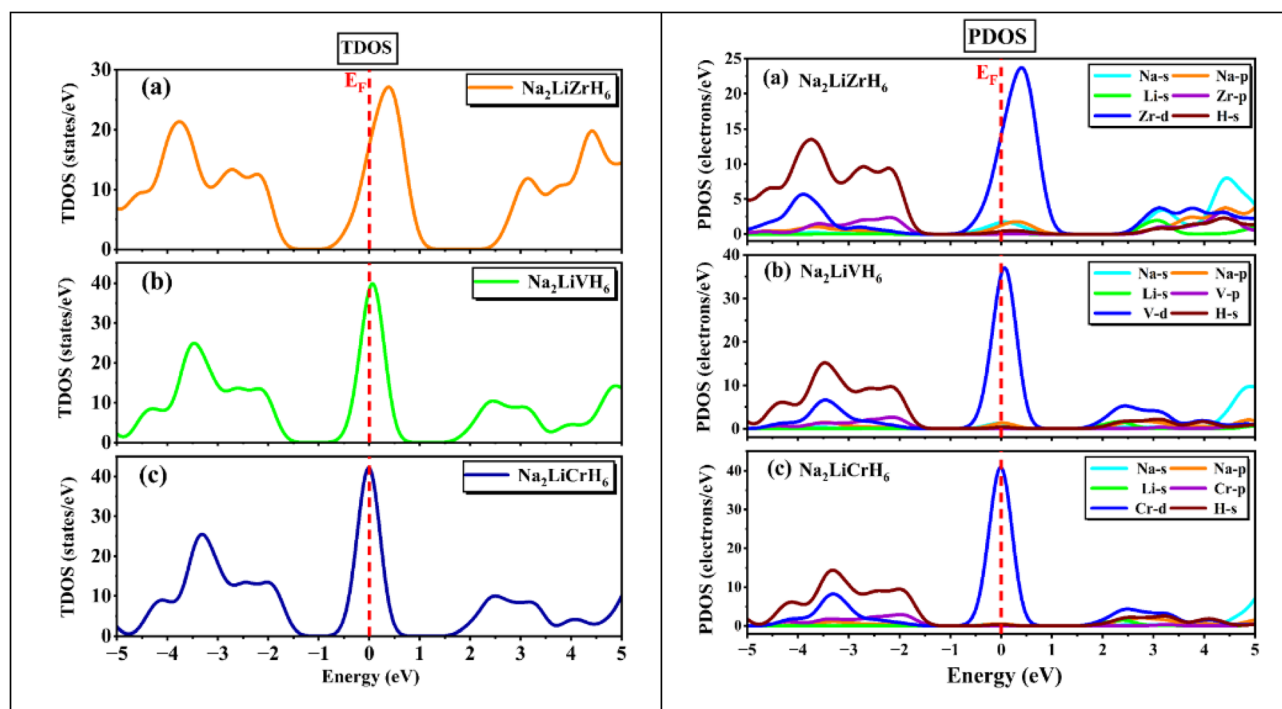 TDOS
(a)
E_F
Na₂LiZrH₆
30
20
10
0
TDOS (states/eV)
(b)
Na₂LiVH₆
40
30
20
10
0
TDOS (states/eV)
(c)
Na₂LiCrH₆
40
30
20
10
0
TDOS (states/eV)
−5 −4 −3 −2 −1 0 1 2 3 4 5
Energy (eV)
PDOS
(a) Na₂LiZrH₆
E_F
Na-s Na-p
Li-s Zr-p
Zr-d H-s
25
20
15
10
5
0
PDOS (electrons/eV)
(b) Na₂LiVH₆
Na-s Na-p
Li-s V-p
V-d H-s
40
30
20
10
0
PDOS (electrons/eV)
(c) Na₂LiCrH₆
Na-s Na-p
Li-s Cr-p
Cr-d H-s
40
30
20
10
0
PDOS (electrons/eV)
−5 −4 −3 −2 −1 0 1 2 3 4 5
Energy (eV)